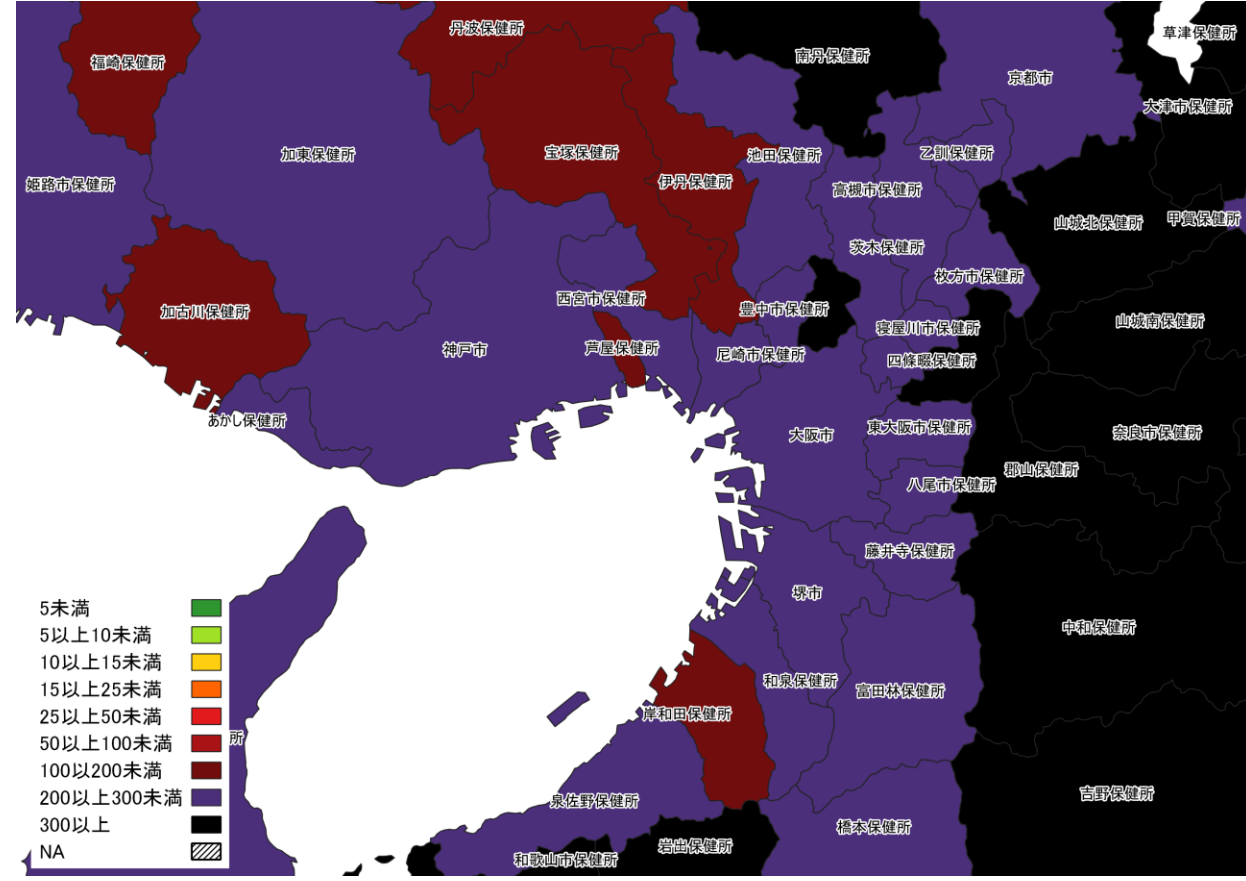 丹波保健所
草津保健所
福崎保健所
南丹保健所
京都市
大津市保健所
加東保健所
宝塚保健所
池田保健所
乙訓保健所
姫路市保健所
伊丹保健所
高槻市保健所
山城北保健所
甲賀保健所
茨木保健所
枚方市保健所
西宮市保健所
加古川保健所
豊中市保健所
山城南保健所
寝屋川市保健所
神戸市
芦屋保健所
尼崎市保健所
四條畷保健所
あかし保健所
大阪市
東大阪市保健所
奈良市保健所
郡山保健所
八尾市保健所
藤井寺保健所
堺市
中和保健所
和泉保健所
富田林保健所
岸和田保健所
所
泉佐野保健所
吉野保健所
橋本保健所
岩出保健所
和歌山市保健所
5未満
5以上10未満
10以上15未満
15以上25未満
25以上50未満
50以上100未満
100以200未満
200以上300未満
300以上
NA